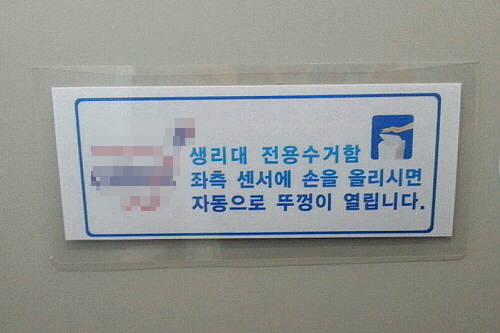 생리대 전용수거함
좌측 센서에 손을 올리시면
자동으로 뚜껑이 열립니다.